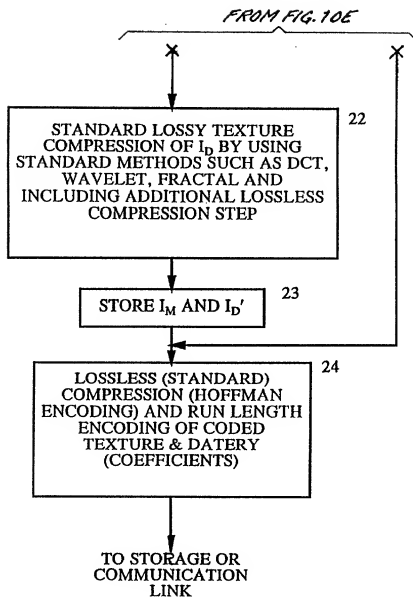 FROM FIG. 10E
22
STANDARD LOSSY TEXTURE
COMPRESSION OF I_D BY USING
STANDARD METHODS SUCH AS DCT,
WAVELET, FRACTAL AND
INCLUDING ADDITIONAL LOSSLESS
COMPRESSION STEP
23
STORE I_M AND I_D'
24
LOSSLESS (STANDARD)
COMPRESSION (HOFFMAN
ENCODING) AND RUN LENGTH
ENCODING OF CODED
TEXTURE & DATERY
(COEFFICIENTS)
TO STORAGE OR
COMMUNICATION
LINK